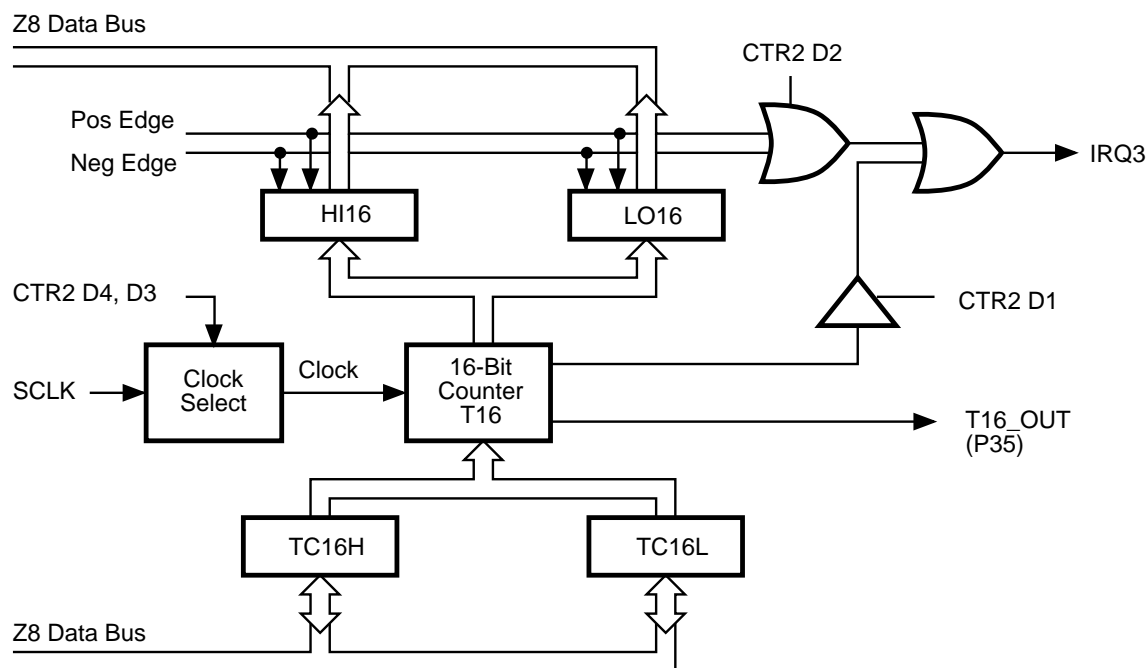 Z8 Data Bus
CTR2 D2
Pos Edge
Neg Edge
IRQ3
HI16
LO16
CTR2 D4, D3
CTR2 D1
SCLK
Clock
Select
Clock
16-Bit
Counter
T16
T16_OUT
(P35)
TC16H
TC16L
Z8 Data Bus